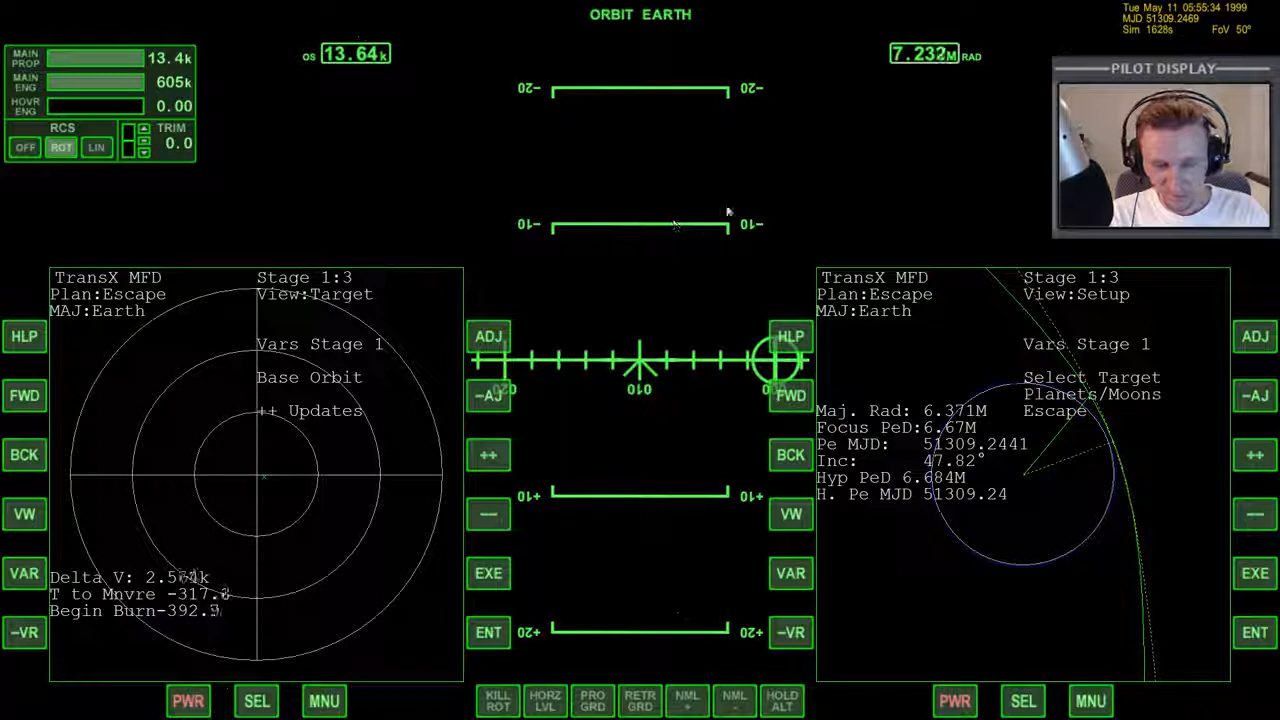 ORBIT EARTH
Tue May 11 05:55:34 1999
MJD 51309.2469
Sim 1628s
FoV 50°
MAIN PROP 13.4k
MAIN ENG 605k
HOVR ENG 0.00
RCS
TRIM
0.0
OFF ROT LIN
OS 13.64k
7.232M RAD
PILOT DISPLAY
20-
20-
10-
10-
020
010
10+
10+
20+
20+
TransX MFD
Stage 1:3
Plan:Escape
View:Target
MAJ:Earth
Vars Stage 1
Base Orbit
++ Updates
T to Mnvre
Begin Burn
HLP
FWD
BCK
VW
VAR
-VR
ADJ
-AJ
++
--
EXE
ENT
PWR
SEL
MNU
KILL ROT
HORZ LVL
PRO GRD
RETR GRD
NML +
NML -
HOLD ALT
TransX MFD
Stage 1:3
Plan:Escape
View:Setup
MAJ:Earth
Vars Stage 1
Select Target
Planets/Moons
Escape
Maj. Rad: 6.371M
Focus PeD:6.67M
Pe MJD: 51309.2441
Inc: 47.82°
Hyp PeD 6.684M
H. Pe MJD 51309.24
HLP
FWD
BCK
VW
VAR
-VR
ADJ
-AJ
++
--
EXE
ENT
PWR
SEL
MNU